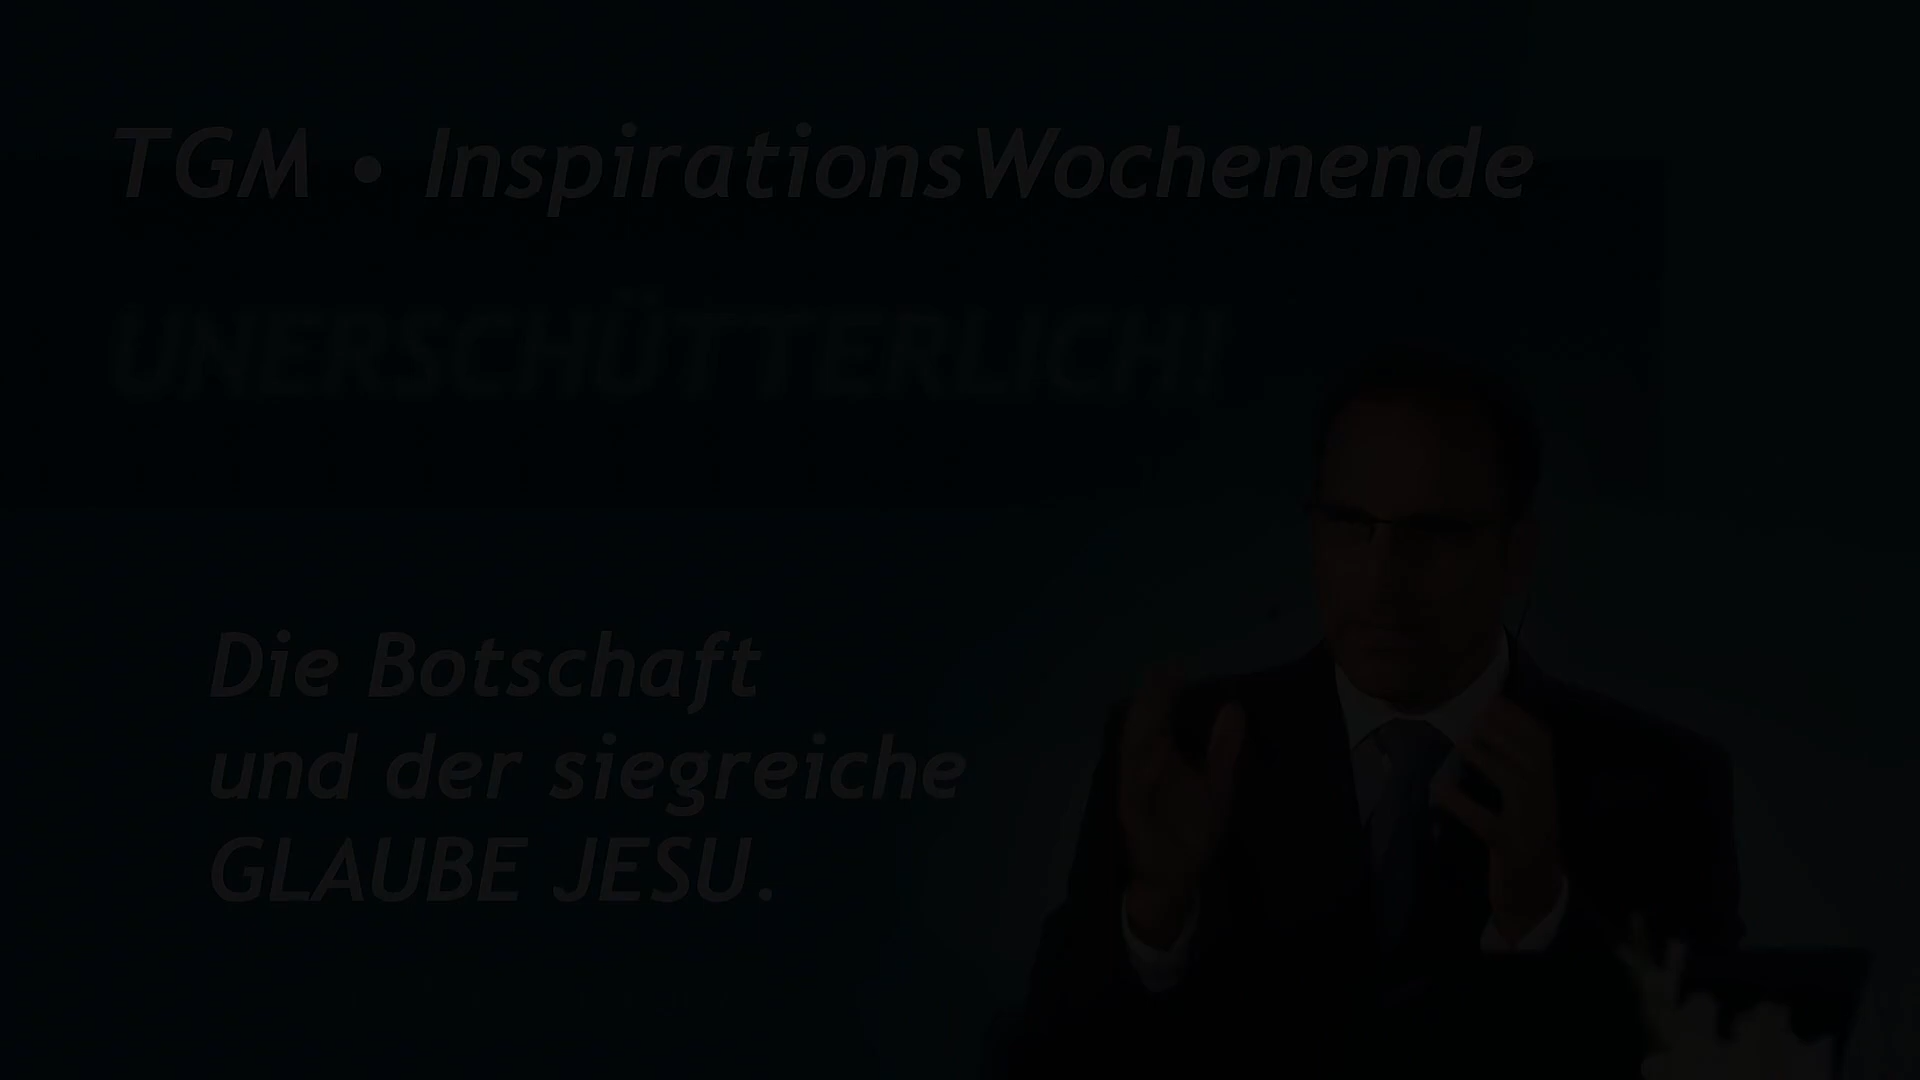 TGM • InspirationsWochenende
UNERSCHÜTTERLICH!
Die Botschaft
und der siegreiche
GLAUBE JESU.